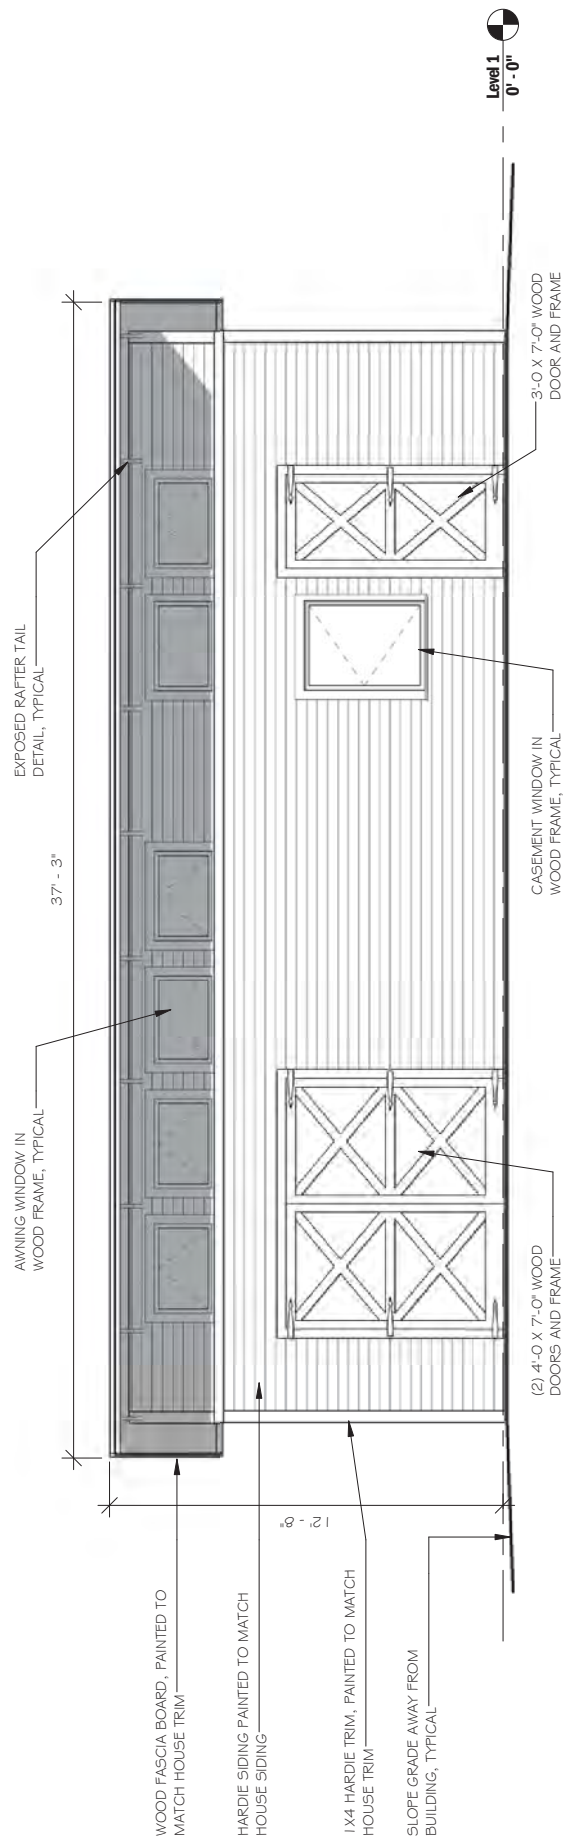 AWNING WINDOW IN
WOOD FRAME, TYPICAL
EXPOSED RAFTER TAIL
DETAIL, TYPICAL
37' - 3"
WOOD FASCIA BOARD, PAINTED TO
MATCH HOUSE TRIM
HARDIE SIDING PAINTED TO MATCH
HOUSE SIDING
12' - 8"
1X4 HARDIE TRIM, PAINTED TO MATCH
HOUSE TRIM
SLOPE GRADE AWAY FROM
BUILDING, TYPICAL
Level 1
0' - 0"
(2) 4'-0 X 7'-0" WOOD
DOORS AND FRAME
CASEMENT WINDOW IN
WOOD FRAME, TYPICAL
3'-0 X 7'-0" WOOD
DOOR AND FRAME